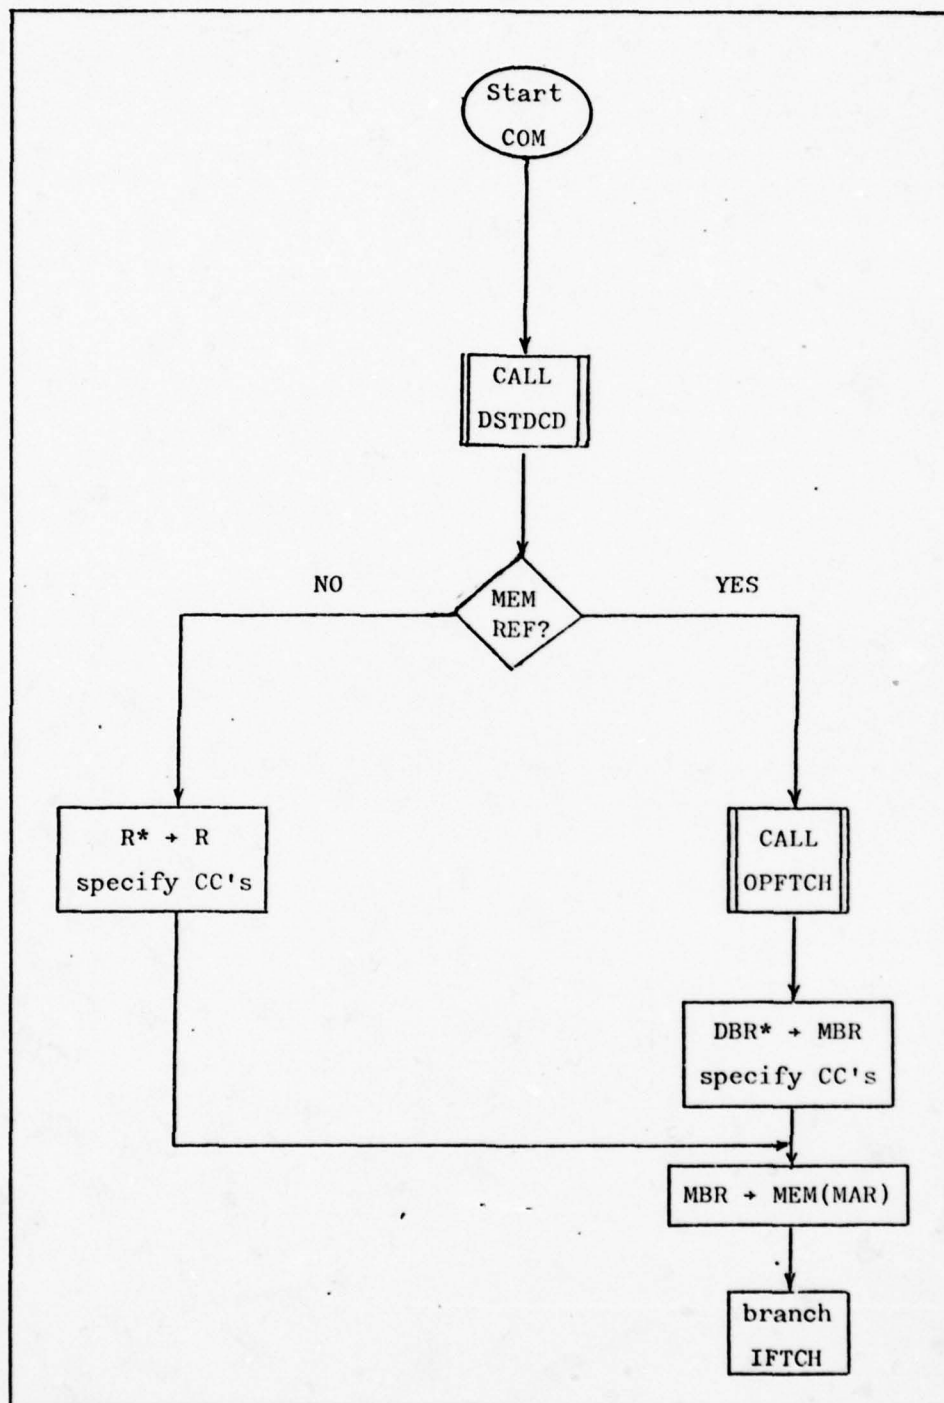 Start
COM
CALL
DSTDCD
NO
YES
MEM
REF?
R* → R
specify CC's
CALL
OPFTCH
DBR* → MBR
specify CC's
MBR → MEM(MAR)
branch
IFTCH